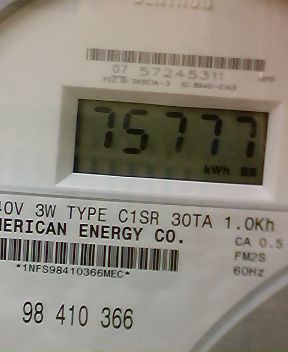 07 57245311
75777
kWh
40V 3W TYPE C1SR 30TA 1.0Kh
MERICAN ENERGY CO.
CA 0.5
FM2S
*1NFS98410366MEC*
60Hz
98 410 366